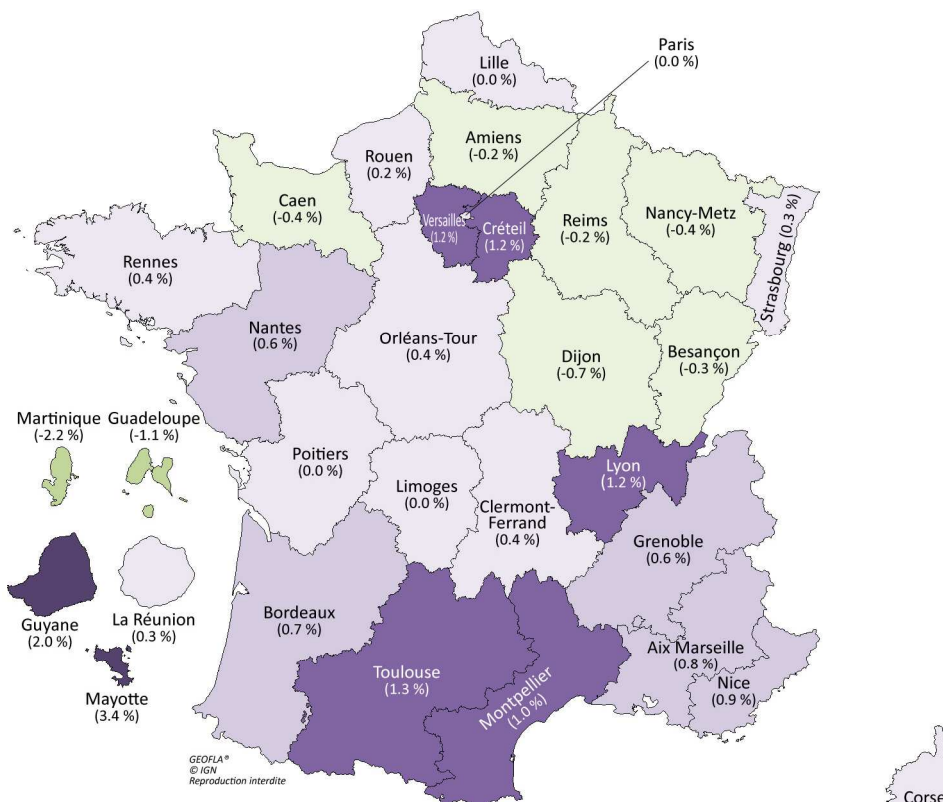 Paris
(0.0 %)
Lille
(0.0 %)
Amiens
(-0.2 %)
Rouen
(0.2 %)
Caen
(-0.4 %)
Versailles
(1.2 %)
Créteil
(1.2 %)
Reims
(-0.2 %)
Nancy-Metz
(-0.4 %)
Strasbourg (0.3 %)
Rennes
(0.4 %)
Nantes
(0.6 %)
Orléans-Tour
(0.4 %)
Dijon
(-0.7 %)
Besançon
(-0.3 %)
Martinique
(-2.2 %)
Guadeloupe
(-1.1 %)
Poitiers
(0.0 %)
Limoges
(0.0 %)
Clermont-
Ferrand
(0.4 %)
Lyon
(1.2 %)
Grenoble
(0.6 %)
Guyane
(2.0 %)
La Réunion
(0.3 %)
Mayotte
(3.4 %)
Bordeaux
(0.7 %)
Toulouse
(1.3 %)
Montpellier
(1.0 %)
Aix Marseille
(0.8 %)
Nice
(0.9 %)
GEOFLA®
© IGN
Reproduction interdite
Corse